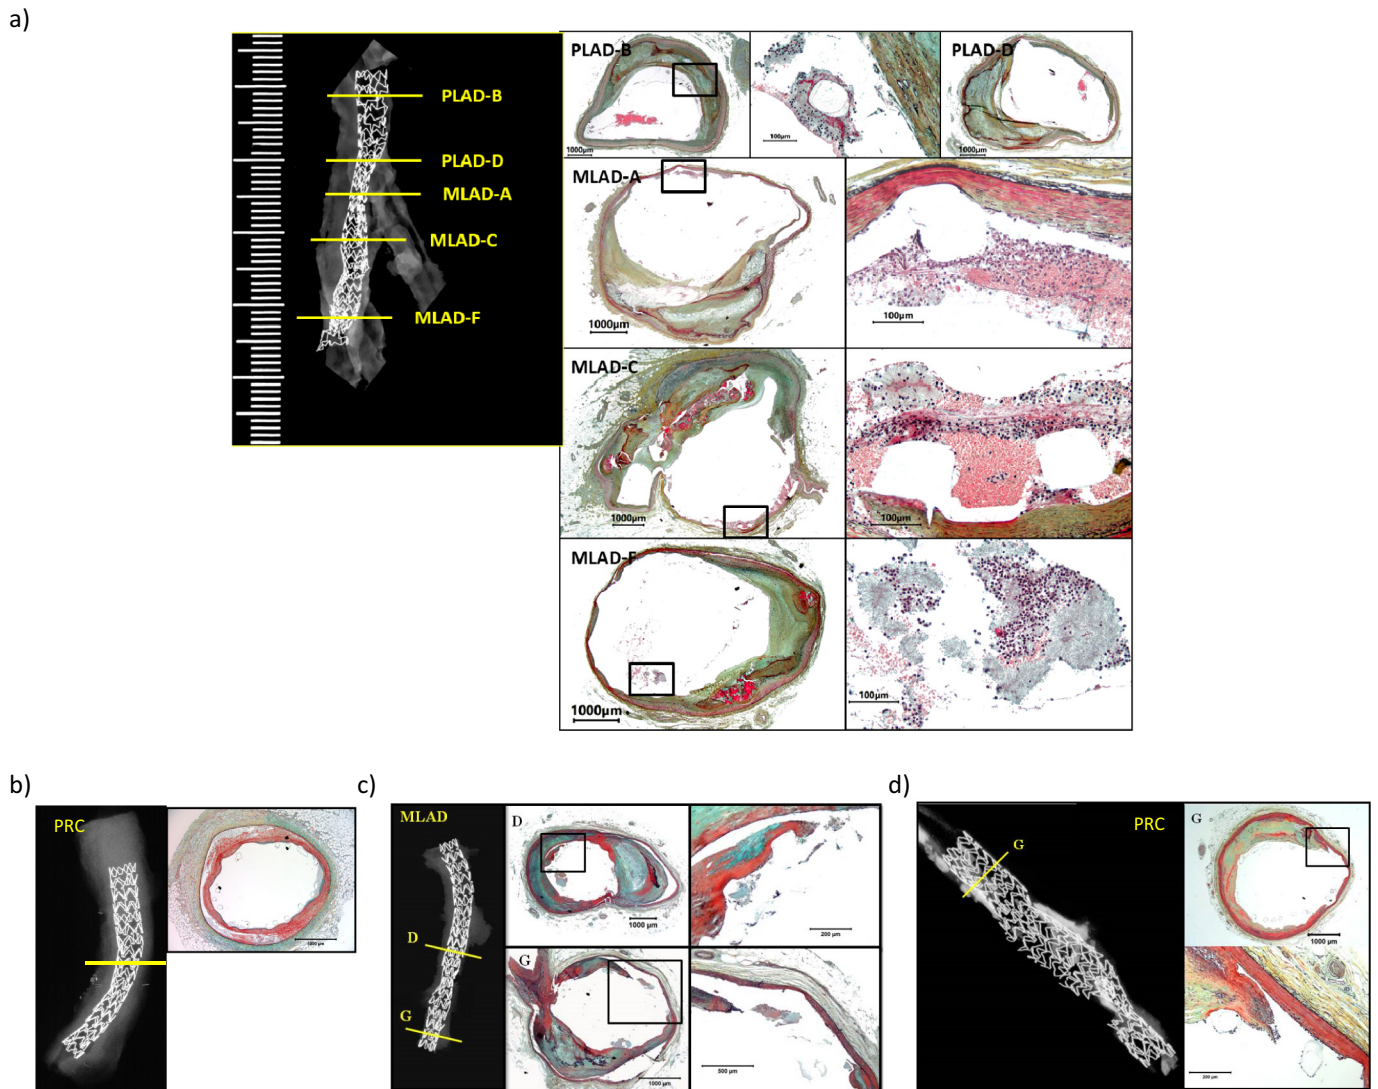 a)
PLAD-B
PLAD-D
MLAD-A
MLAD-C
MLAD-F
PLAD-B
1000µm
100µm
PLAD-D
1000µm
MLAD-A
1000µm
100µm
MLAD-C
1000µm
100µm
MLAD-F
1000µm
100µm
b)
PRC
1000 µm
c)
MLAD
D
G
D
1000 µm
200 µm
G
1000 µm
500 µm
d)
PRC
G
G
1000 µm
200 µm